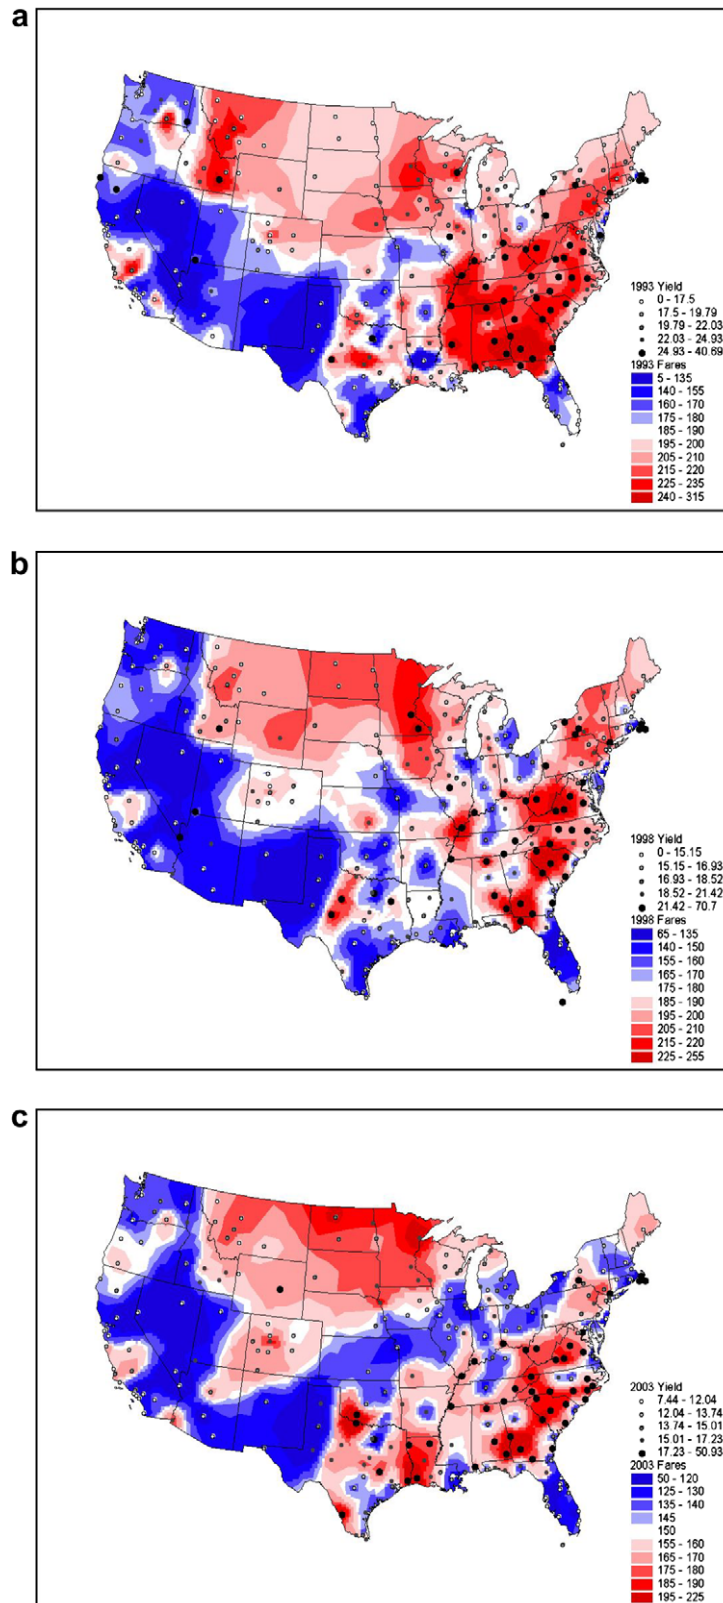 a
1993 Yield
0 - 17.5
17.5 - 19.79
19.79 - 22.03
22.03 - 24.93
24.93 - 40.69
1993 Fares
5 - 135
140 - 155
160 - 170
175 - 180
185 - 190
195 - 200
205 - 210
215 - 220
225 - 235
240 - 315
b
1998 Yield
0 - 15.15
15.15 - 16.93
16.93 - 18.52
18.52 - 21.42
21.42 - 70.7
1998 Fares
65 - 135
140 - 150
155 - 160
165 - 170
175 - 180
185 - 190
195 - 200
205 - 210
215 - 220
225 - 255
c
2003 Yield
7.44 - 12.04
12.04 - 13.74
13.74 - 15.01
15.01 - 17.23
17.23 - 50.93
2003 Fares
50 - 120
125 - 130
135 - 140
145
150
155 - 160
165 - 170
175 - 180
185 - 190
195 - 225